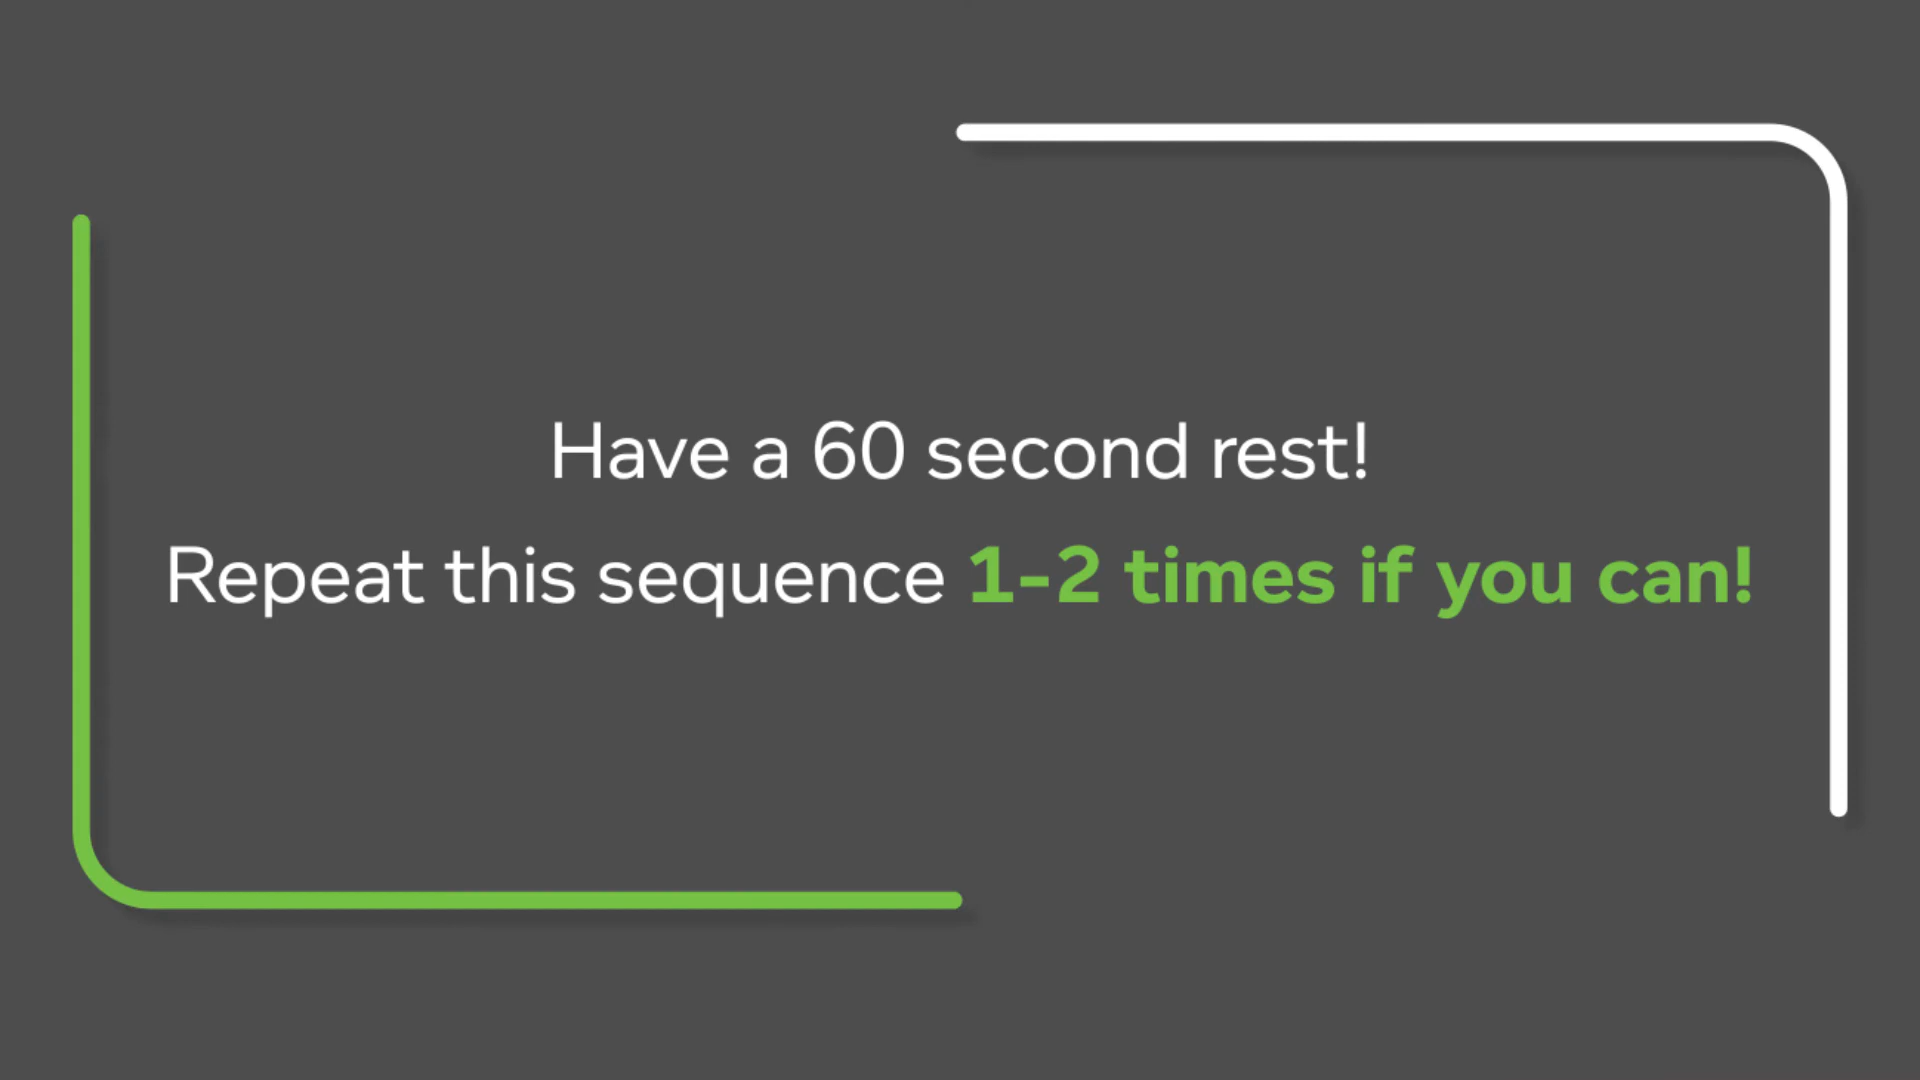 Have a 60 second rest!
Repeat this sequence 1-2 times if you can!